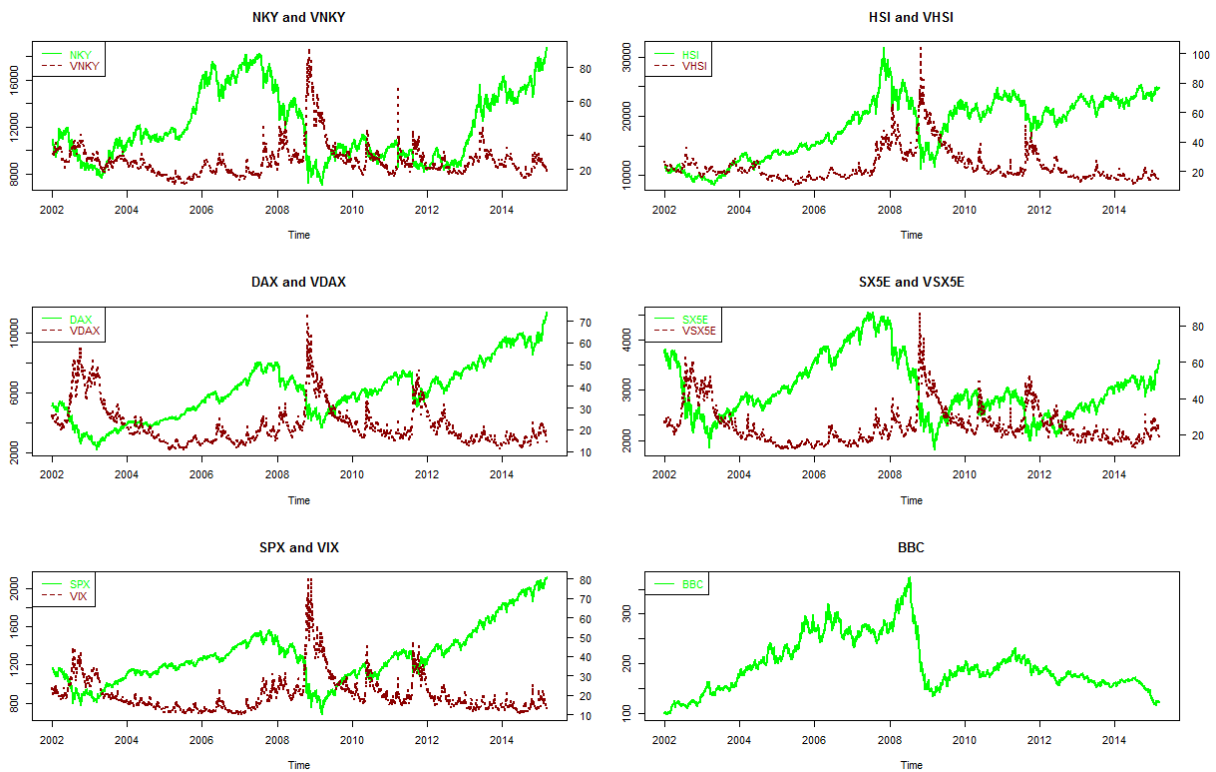 NKY and VNKY
NKY
VNKY
8000 12000 16000
20 40 60 80
2002 2004 2006 2008 2010 2012 2014
Time
HSI and VHSI
HSI
VHSI
10000 20000 30000
20 40 60 80 100
2002 2004 2006 2008 2010 2012 2014
Time
DAX and VDAX
DAX
VDAX
2000 6000 10000
10 20 30 40 50 60 70
2002 2004 2006 2008 2010 2012 2014
Time
SX5E and VSX5E
SX5E
VSX5E
2000 3000 4000
20 40 60 80
2002 2004 2006 2008 2010 2012 2014
Time
SPX and VIX
SPX
VIX
800 1200 1600 2000
10 20 30 40 50 60 70 80
2002 2004 2006 2008 2010 2012 2014
Time
BBC
BBC
100 200 300
2002 2004 2006 2008 2010 2012 2014
Time